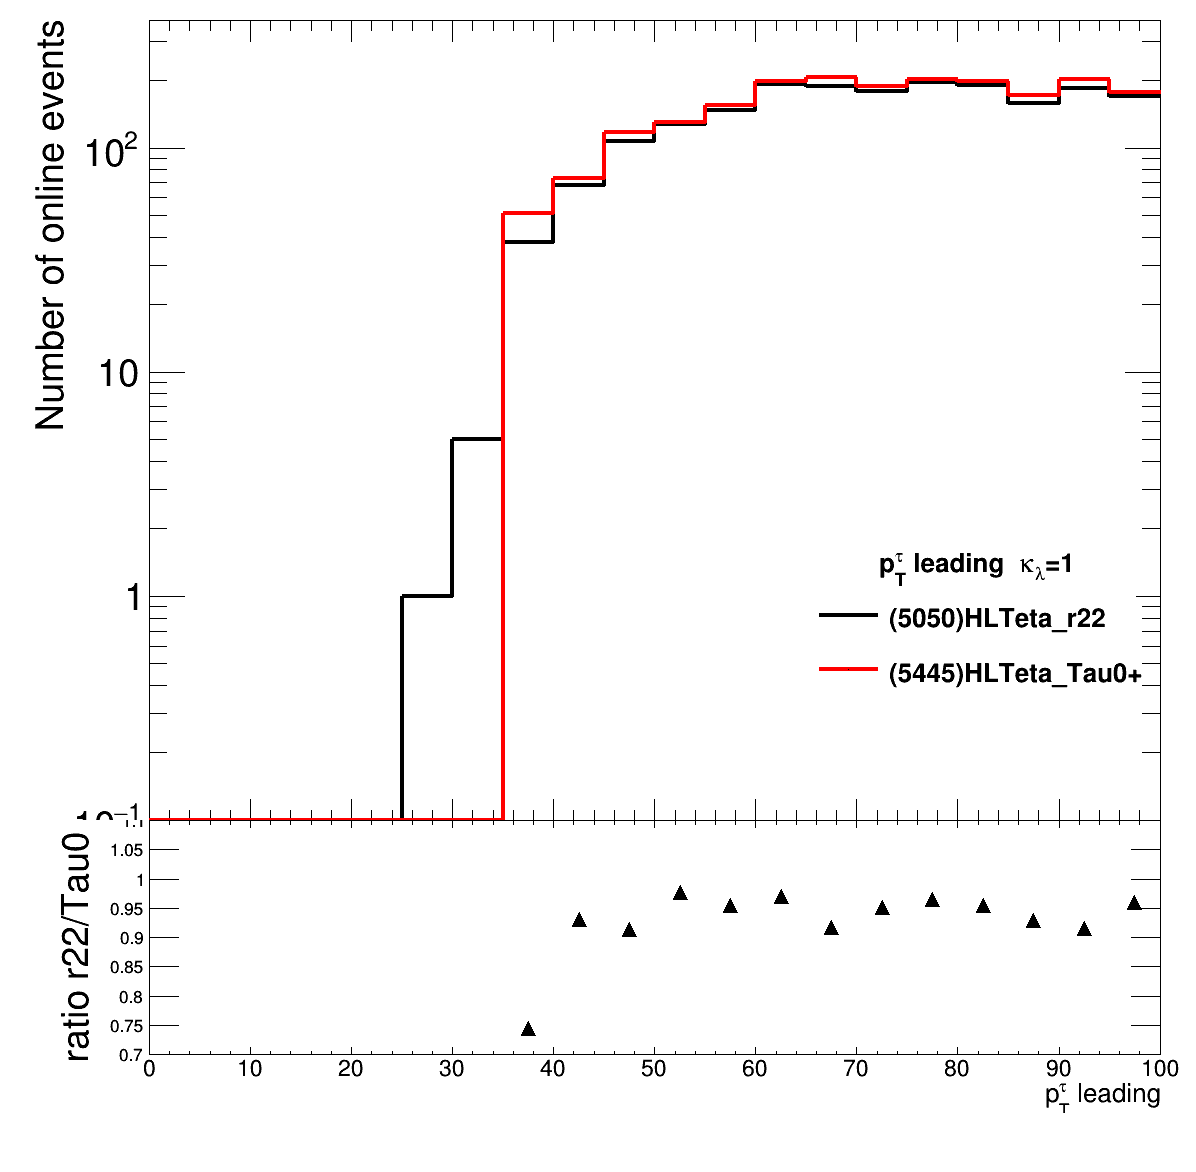 Number of online events
10²
10
1
10⁻¹
p_T^τ leading κ_λ=1
(5050)HLTeta_r22
(5445)HLTeta_Tau0+
ratio r22/Tau0
1.1
1.05
1
0.95
0.9
0.85
0.8
0.75
0.7
0 10 20 30 40 50 60 70 80 90 100
p_T^τ leading